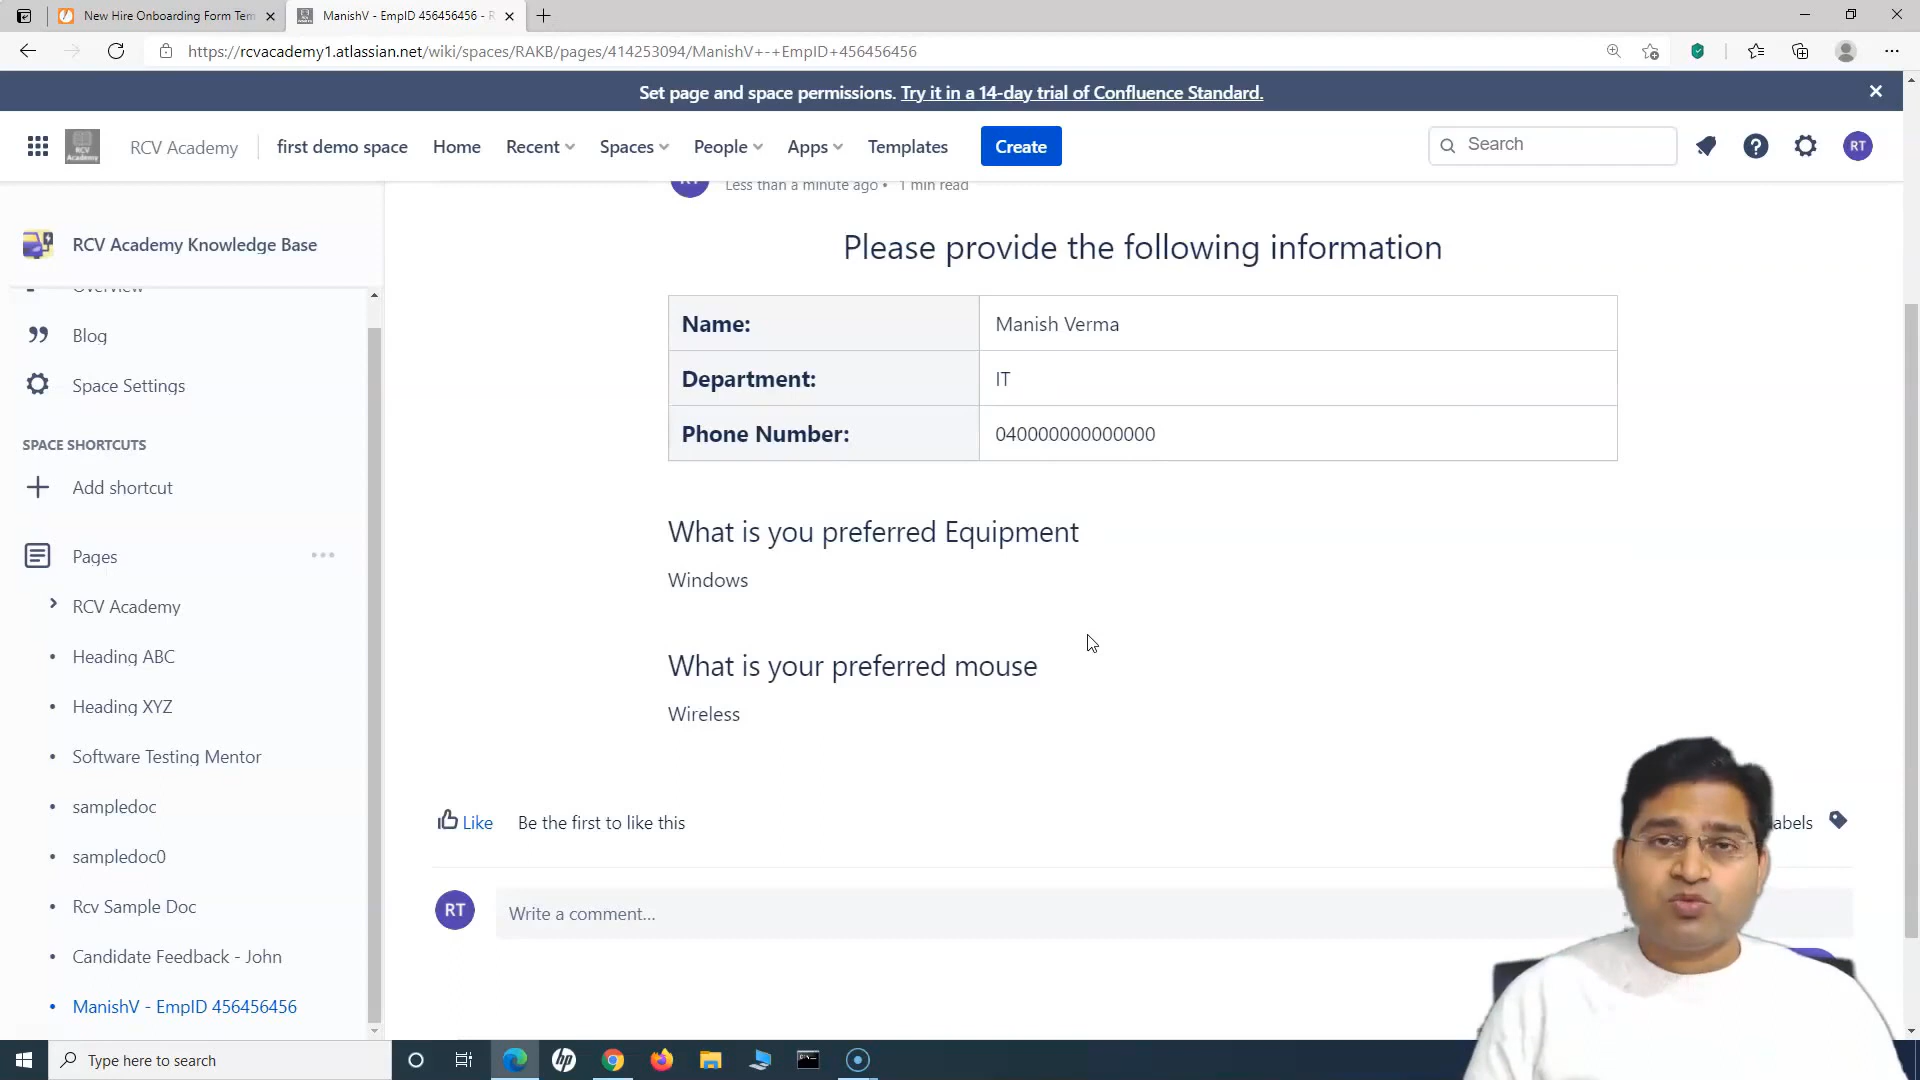 New Hire Onboarding Form Tem
ManishV - EmpID 456456456 - R
https://rcvacademy1.atlassian.net/wiki/spaces/RAKB/pages/414253094/ManishV+-+EmpID+456456456
Set page and space permissions. Try it in a 14-day trial of Confluence Standard.
RCV Academy
first demo space
Home
Recent
Spaces
People
Apps
Templates
Create
Search
RT
RCV Academy Knowledge Base
Overview
Blog
Space Settings
SPACE SHORTCUTS
Add shortcut
Pages
RCV Academy
Heading ABC
Heading XYZ
Software Testing Mentor
sampledoc
sampledoc0
Rcv Sample Doc
Candidate Feedback - John
ManishV - EmpID 456456456
RT
Less than a minute ago • 1 min read
Please provide the following information
Name: Manish Verma
Department: IT
Phone Number: 040000000000000
What is you preferred Equipment
Windows
What is your preferred mouse
Wireless
Like
Be the first to like this
abels
RT
Write a comment...
Type here to search